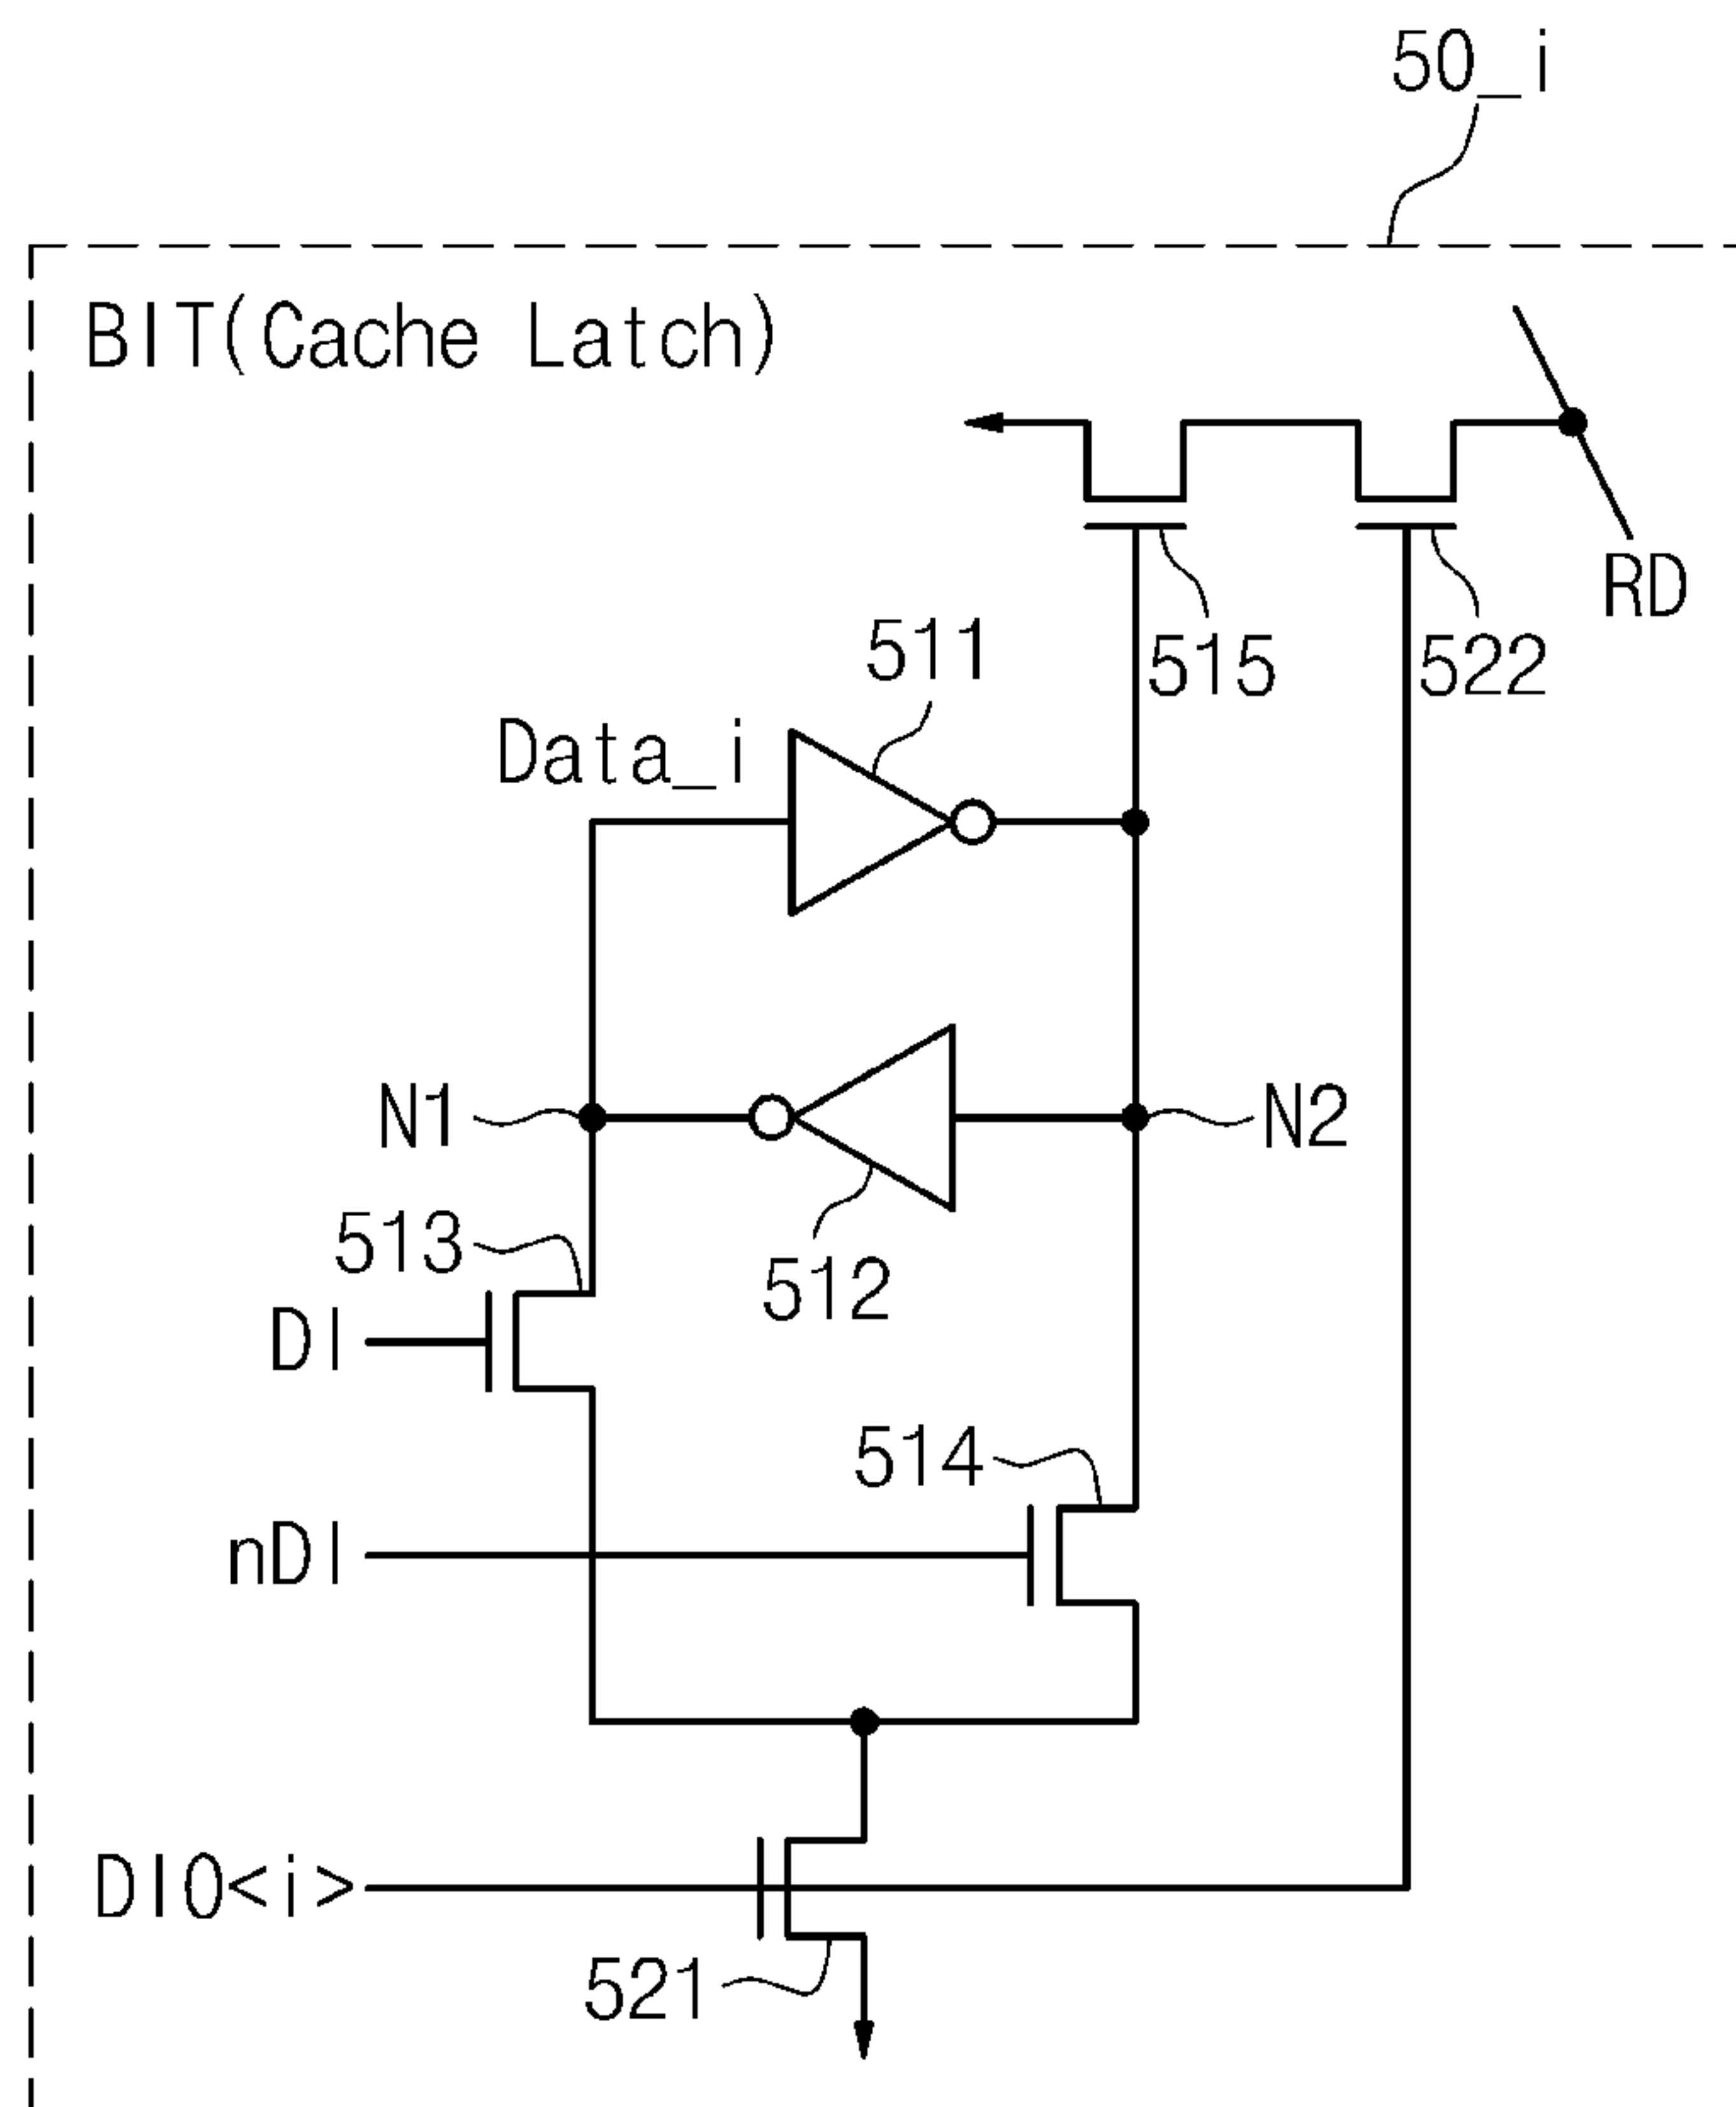 50_i
BIT(Cache Latch)
RD
511
515
522
Data_i
N1
N2
513
512
DI
514
nDI
DIO<i>
521